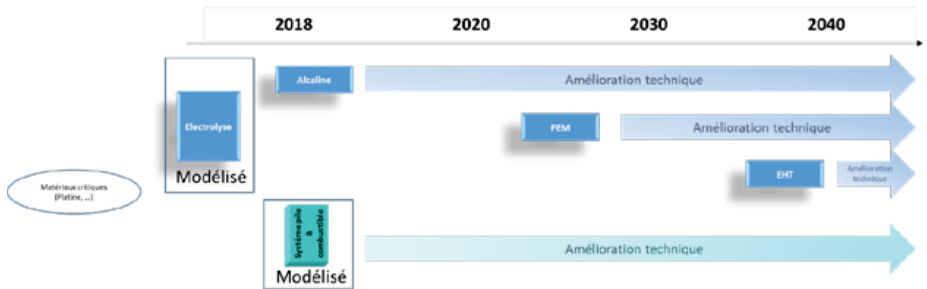 2018 2020 2030 2040
Alcaline
Amélioration technique
Electrolyse
PEM
Amélioration technique
Modélisé
EHT
Amélioration
technique
Matériaux critiques
(Platine, ...)
Système pile
à
combustible
Amélioration technique
Modélisé